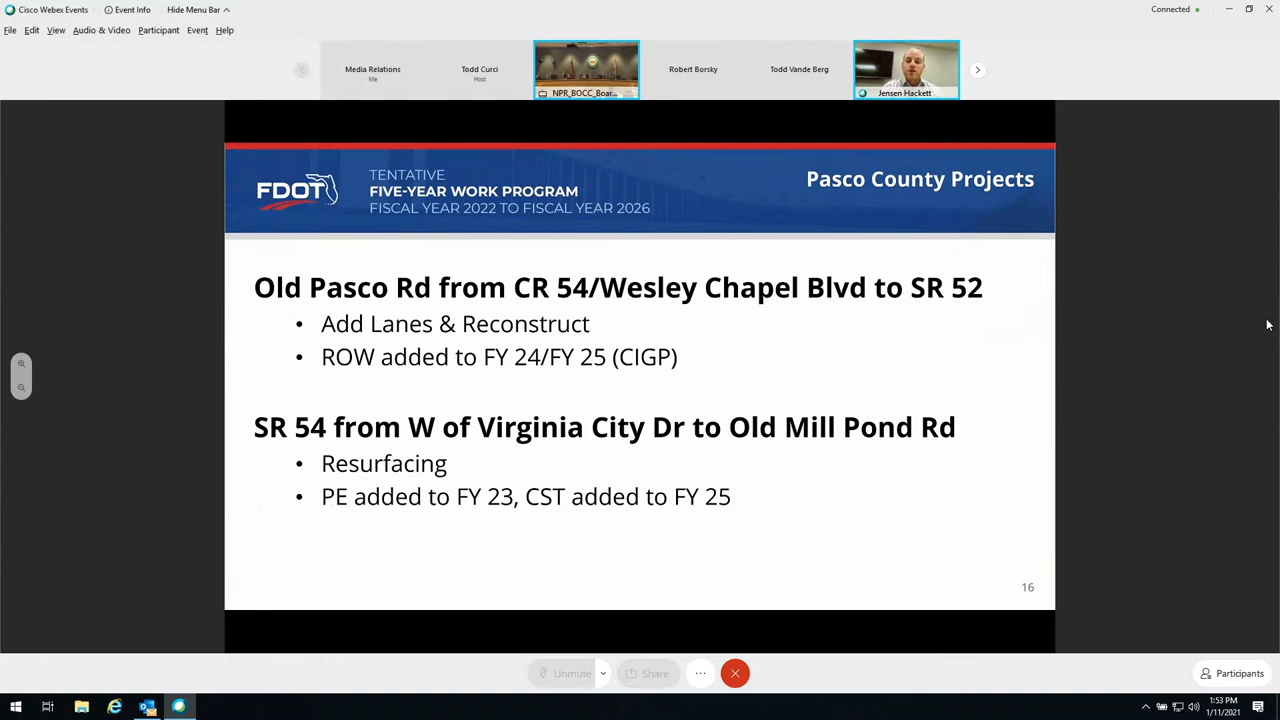 Cisco Webex Events
Event Info
Hide Menu Bar
Connected
File Edit View Audio & Video Participant Event Help
Media Relations
Me
Todd Curci
Host
NPR_BOCC_Boar...
Robert Borsky
Todd Vande Berg
Jensen Hackett
FDOT
TENTATIVE
FIVE-YEAR WORK PROGRAM
FISCAL YEAR 2022 TO FISCAL YEAR 2026
Pasco County Projects
Old Pasco Rd from CR 54/Wesley Chapel Blvd to SR 52
• Add Lanes & Reconstruct
• ROW added to FY 24/FY 25 (CIGP)
SR 54 from W of Virginia City Dr to Old Mill Pond Rd
• Resurfacing
• PE added to FY 23, CST added to FY 25
16
Unmute
Share
Participants
1:53 PM
1/11/2021